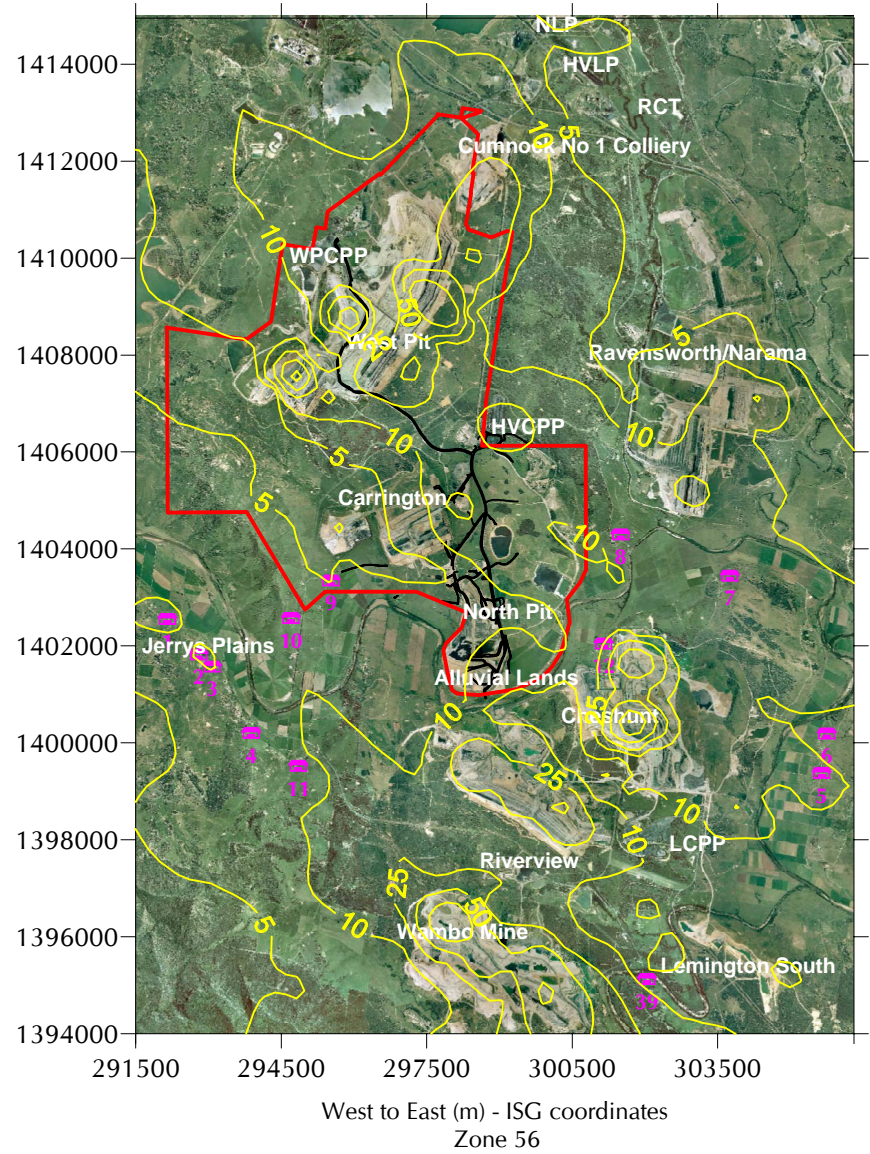 NLP
1414000
HVLP
RCT
10
5
1412000
Cumnock No 1 Colliery
10
WPCPP
1410000
50
25
West Pit
5
1408000
Ravensworth/Narama
10
HVCPP
10
1406000
5
Carrington
5
10
8
1404000
7
9
North Pit
10
1402000
Jerrys Plains
3
Alluvial Lands
10
Cheshunt
4
6
1400000
11
25
5
10
10
1398000
LCPP
Riverview
25
50
5
10
1396000
Wambo Mine
Lemington South
19
1394000
291500 294500 297500 300500 303500
West to East (m) - ISG coordinates
Zone 56